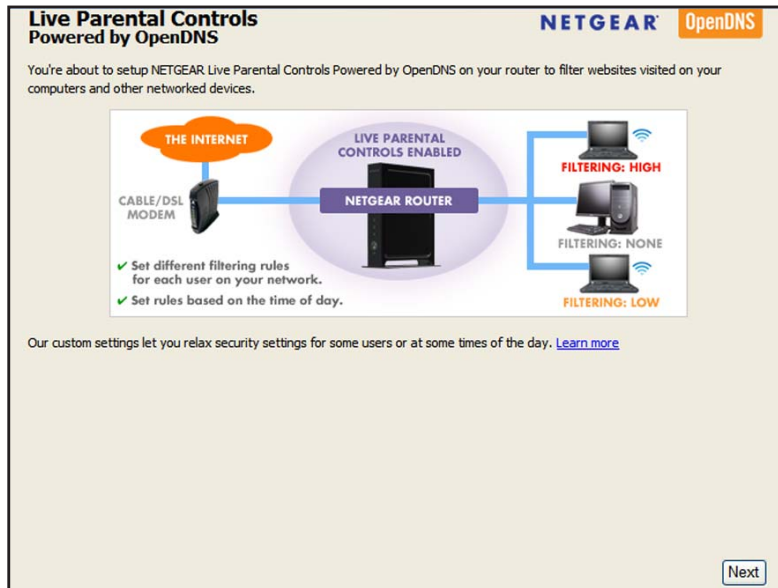 Live Parental Controls
Powered by OpenDNS
NETGEAR
OpenDNS
You're about to setup NETGEAR Live Parental Controls Powered by OpenDNS on your router to filter websites visited on your
computers and other networked devices.
THE INTERNET
CABLE/DSL
MODEM
LIVE PARENTAL
CONTROLS ENABLED
NETGEAR ROUTER
FILTERING: HIGH
FILTERING: NONE
FILTERING: LOW
✔ Set different filtering rules
for each user on your network.
✔ Set rules based on the time of day.
Our custom settings let you relax security settings for some users or at some times of the day. Learn more
Next